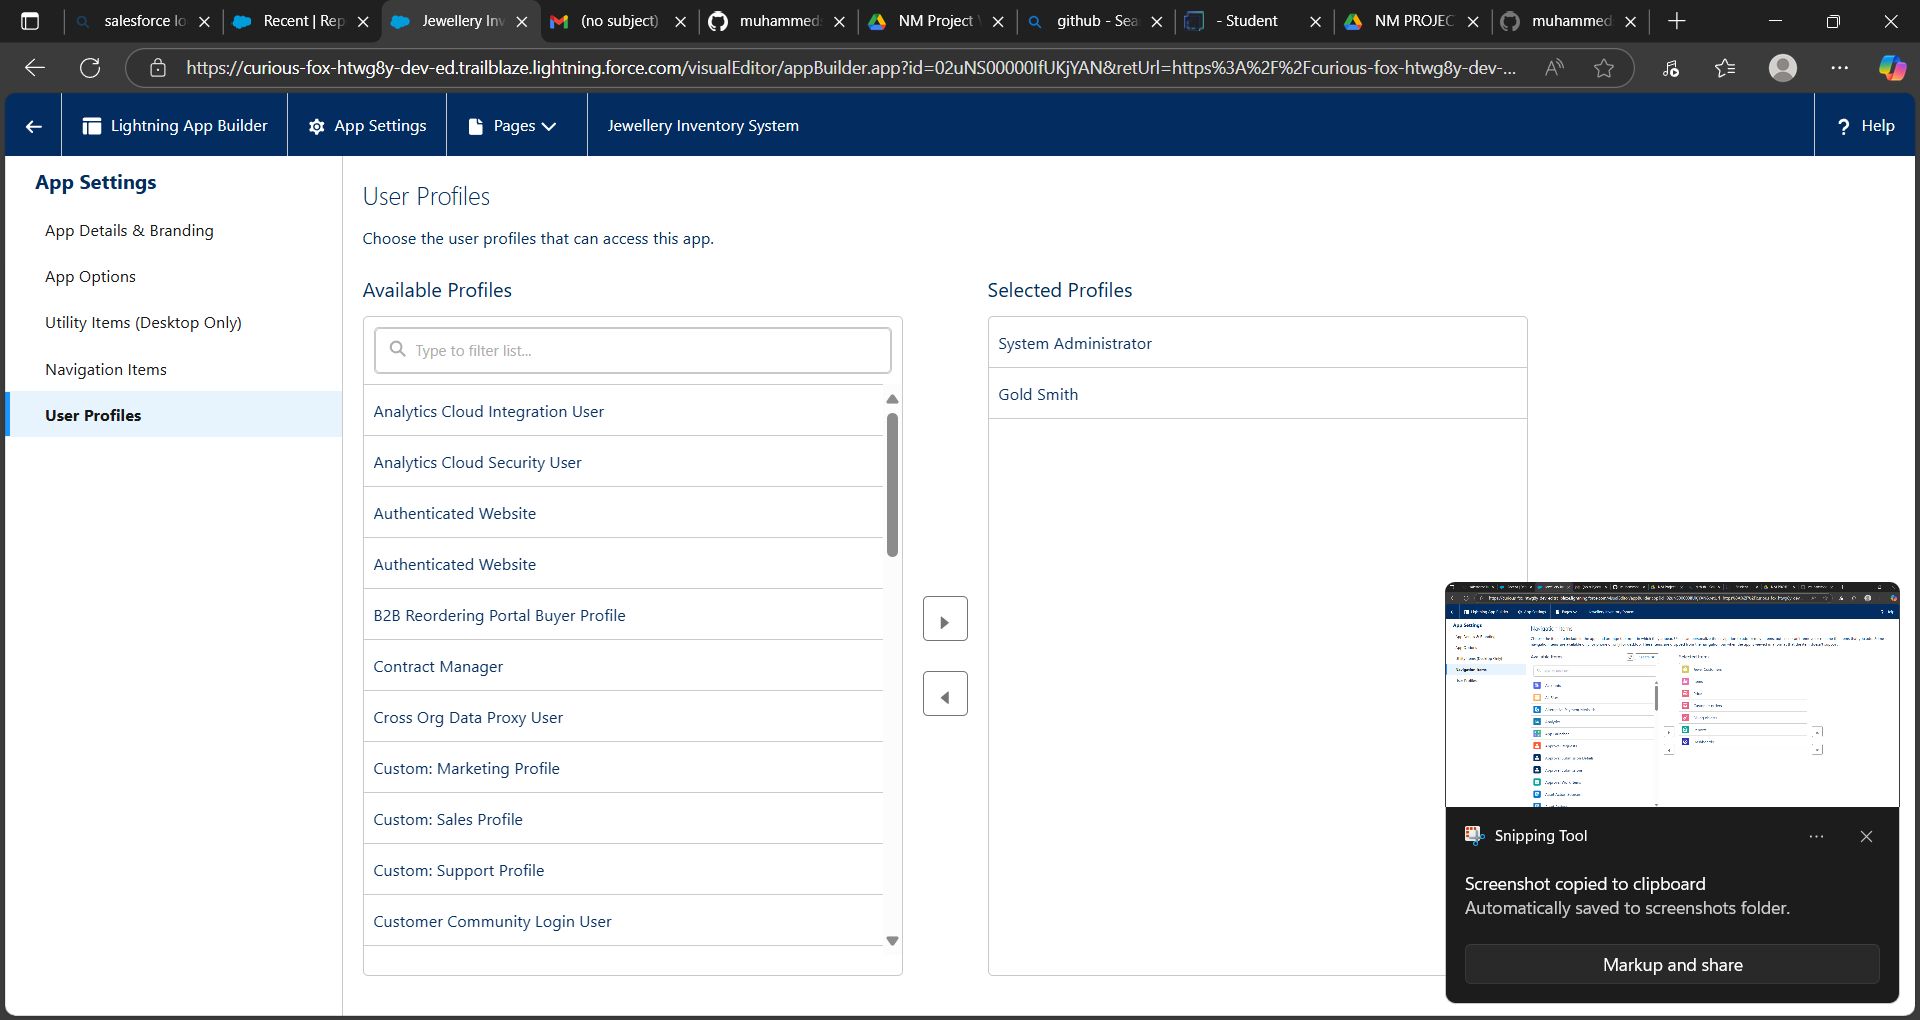 salesforce lo
Recent | Rep
Jewellery Inv
(no subject)
muhammed
NM Project
github - Sea
- Student
NM PROJEC
muhammed
https://curious-fox-htwg8y-dev-ed.trailblaze.lightning.force.com/visualEditor/appBuilder.app?id=02uNS00000IfUKjYAN&retUrl=https%3A%2F%2Fcurious-fox-htwg8y-dev-...
Lightning App Builder
App Settings
Pages
Jewellery Inventory System
? Help
App Settings
App Details & Branding
App Options
Utility Items (Desktop Only)
Navigation Items
User Profiles
User Profiles
Choose the user profiles that can access this app.
Available Profiles
Type to filter list...
Analytics Cloud Integration User
Analytics Cloud Security User
Authenticated Website
Authenticated Website
B2B Reordering Portal Buyer Profile
Contract Manager
Cross Org Data Proxy User
Custom: Marketing Profile
Custom: Sales Profile
Custom: Support Profile
Customer Community Login User
Selected Profiles
System Administrator
Gold Smith
App Settings
Navigation Items
Snipping Tool
Screenshot copied to clipboard
Automatically saved to screenshots folder.
Markup and share